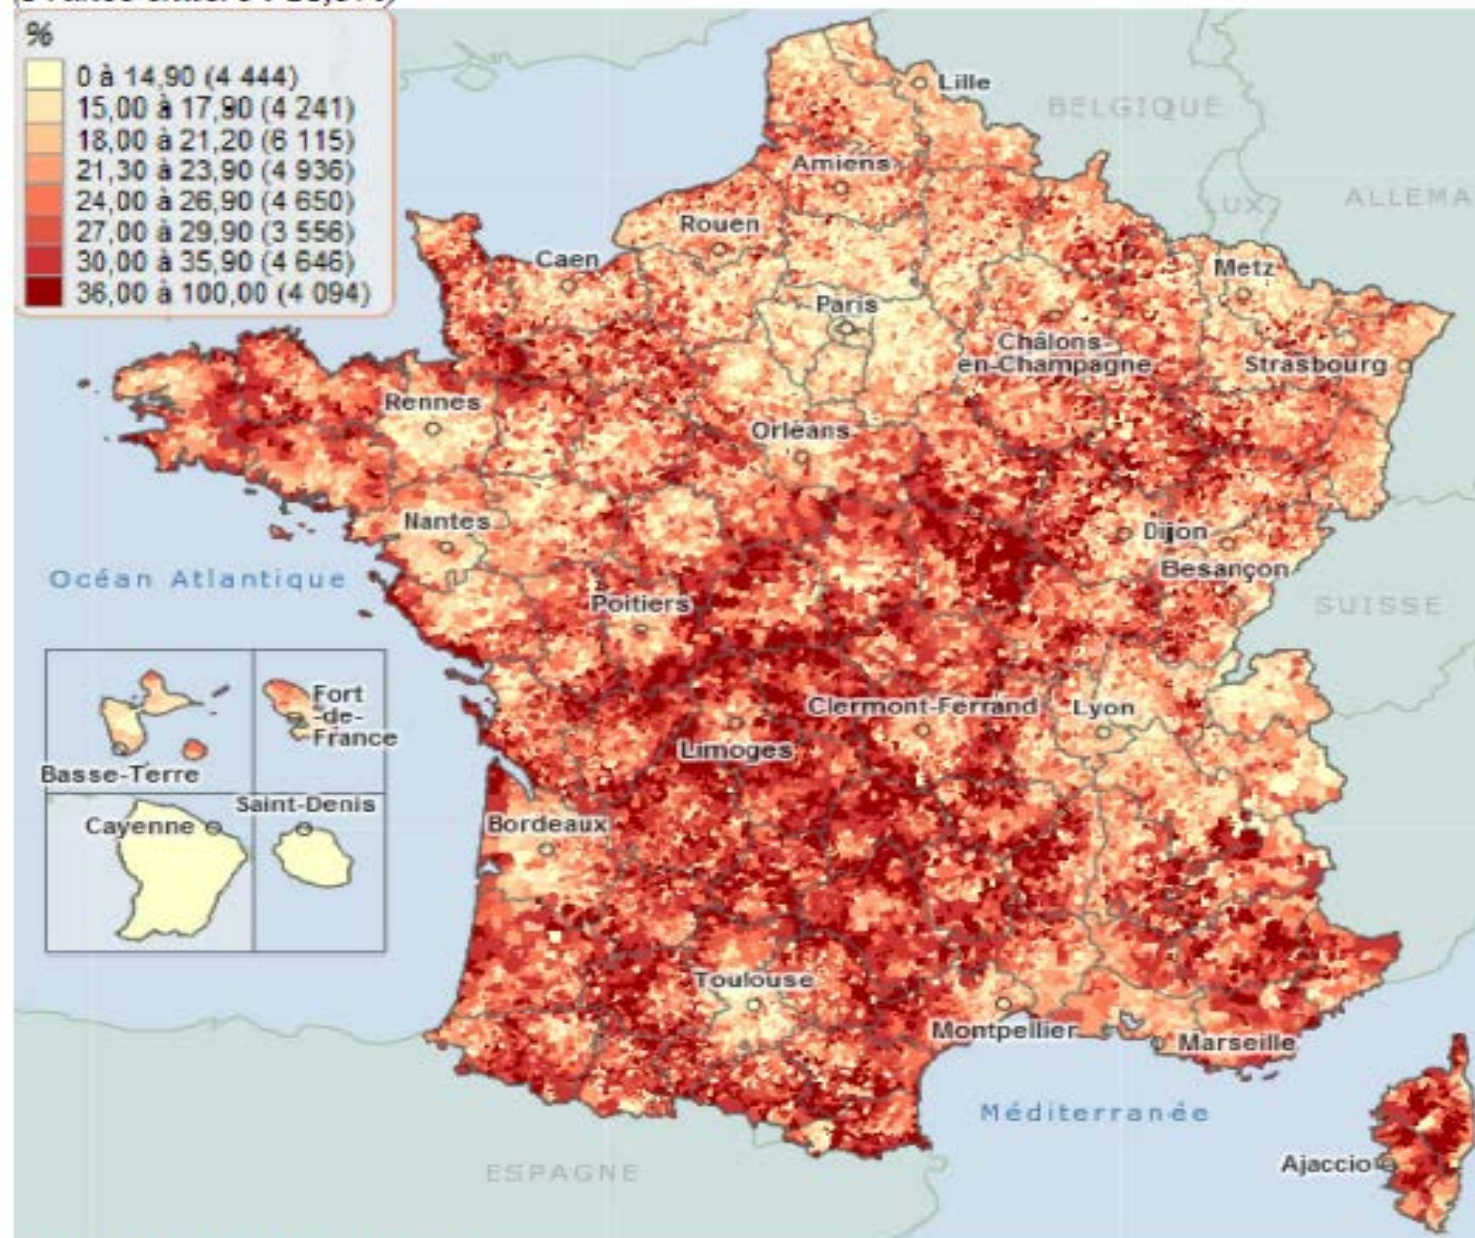 %
0 à 14,90 (4 444)
15,00 à 17,90 (4 241)
18,00 à 21,20 (6 115)
21,30 à 23,90 (4 936)
24,00 à 26,90 (4 650)
27,00 à 29,90 (3 556)
30,00 à 35,90 (4 646)
36,00 à 100,00 (4 094)
Lille
BELGIQUE
Amiens
LUX
ALLEMA
Rouen
Caen
Metz
Paris
Châlons-
en-Champagne
Strasbourg
Rennes
Orléans
Nantes
Dijon
Besançon
Océan Atlantique
Poitiers
SUISSE
Fort
-de-
France
Clermont-Ferrand
Lyon
Limoges
Basse-Terre
Saint-Denis
Cayenne
Bordeaux
Toulouse
Montpellier
Marseille
Méditerranée
Ajaccio
ESPAGNE